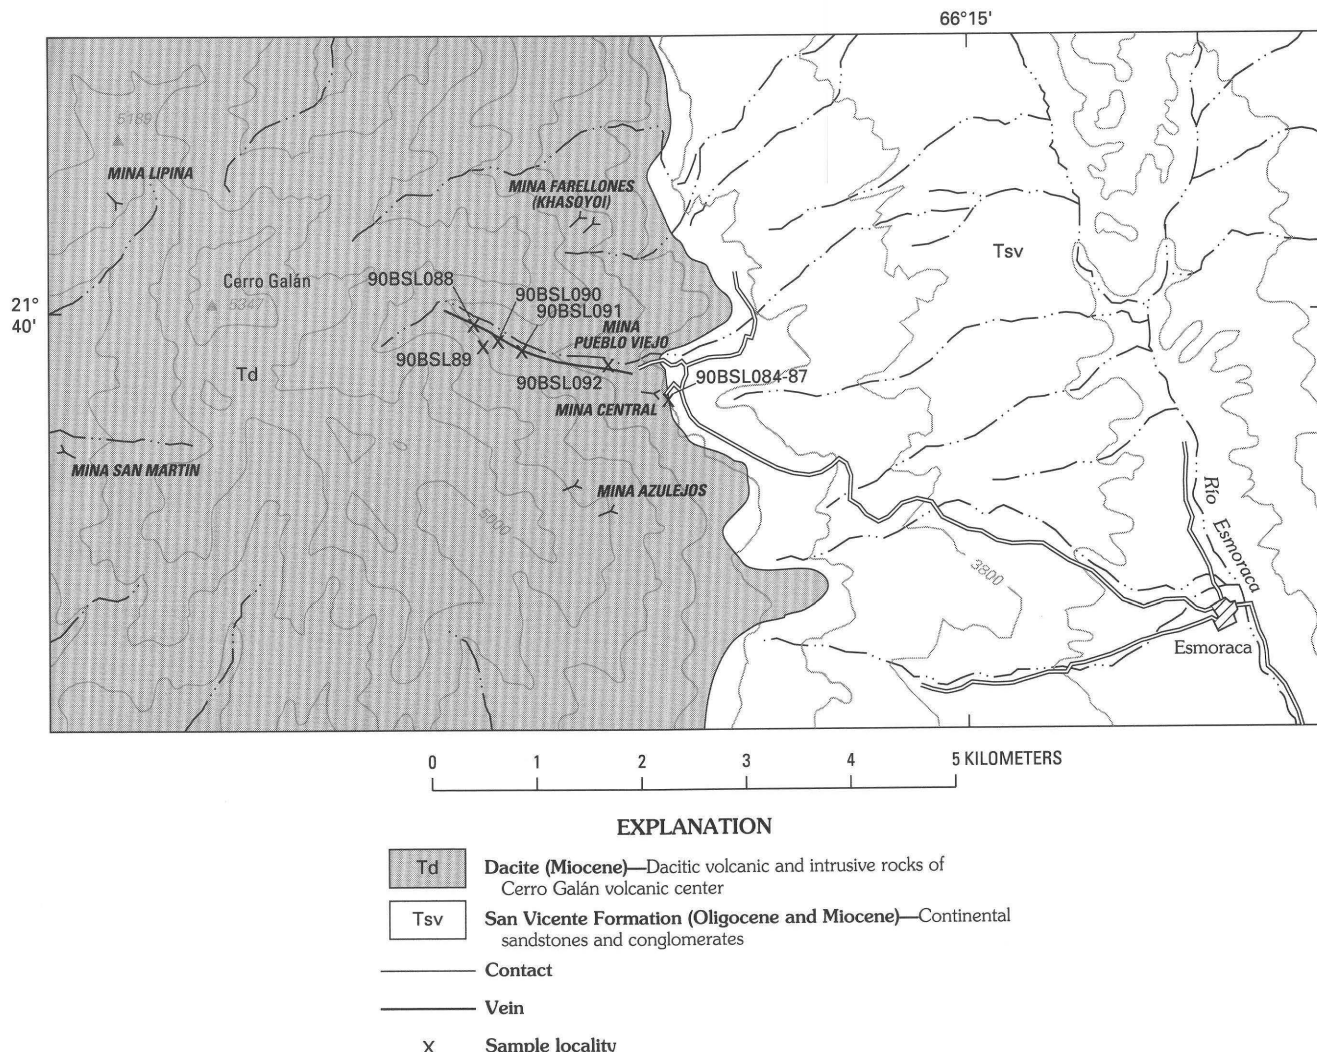 66°15'
5189
MINA LIPINA
MINA FARELLONES
(KHASOYOI)
Tsv
Cerro Galán
5347
90BSL088
90BSL090
90BSL091
21°
40'
MINA
PUEBLO VIEJO
90BSL89
Td
90BSL092
90BSL084-87
MINA CENTRAL
MINA SAN MARTIN
MINA AZULEJOS
5000
Río Esmoraca
3800
Esmoraca
0 1 2 3 4 5 KILOMETERS
EXPLANATION
Td Dacite (Miocene)—Dacitic volcanic and intrusive rocks of
Cerro Galán volcanic center
Tsv San Vicente Formation (Oligocene and Miocene)—Continental
sandstones and conglomerates
Contact
Vein
X Sample locality